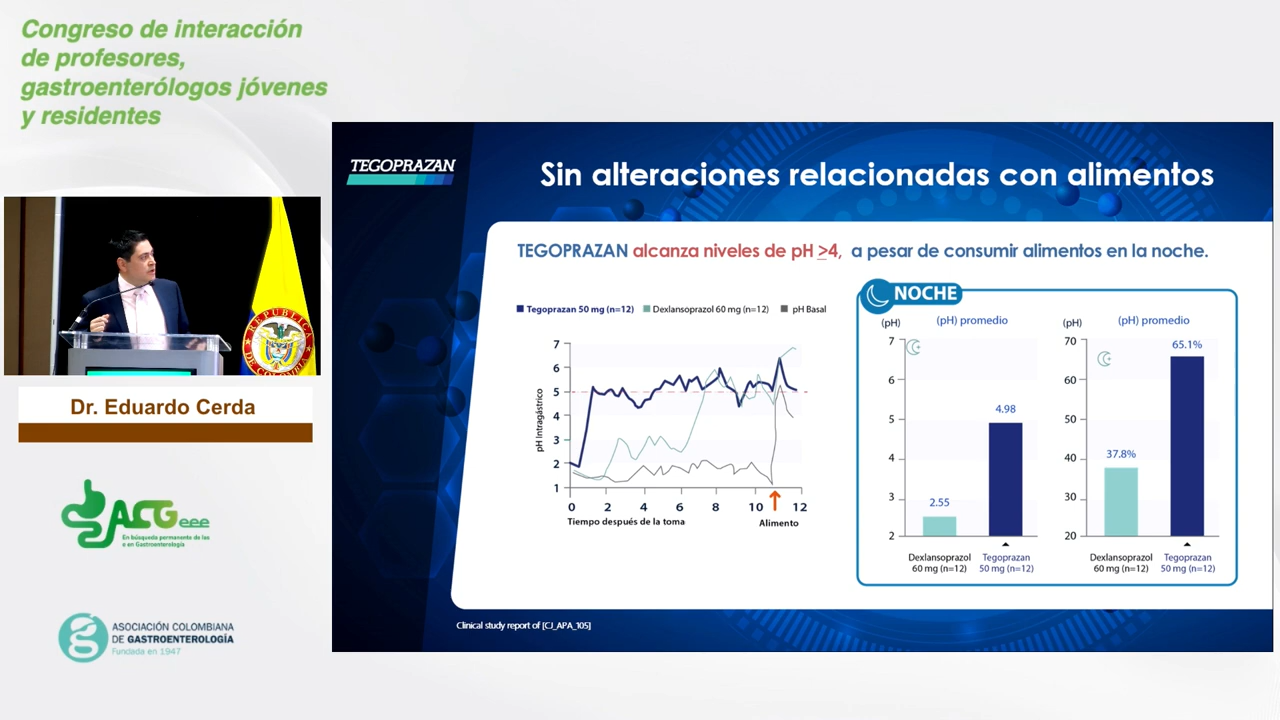 Congreso de interacción
de profesores,
gastroenterólogos jóvenes
y residentes
Dr. Eduardo Cerda
ACGeee
En búsqueda permanente de las
e en Gastroenterología
ASOCIACIÓN COLOMBIANA
DE GASTROENTEROLOGÍA
Fundada en 1947
TEGOPRAZAN
Sin alteraciones relacionadas con alimentos
TEGOPRAZAN alcanza niveles de pH ≥4, a pesar de consumir alimentos en la noche.
Tegoprazan 50 mg (n=12) Dexlansoprazol 60 mg (n=12) pH Basal
pH Intragástrico
7
6
5
4
3
2
1
5
0 2 4 6 8 10 12
Tiempo después de la toma
Alimento
NOCHE
(pH) (pH) promedio
7
6
5
4
3
2
2.55
4.98
Dexlansoprazol Tegoprazan
60 mg (n=12) 50 mg (n=12)
(pH) (pH) promedio
70
60
50
40
30
20
37.8%
65.1%
Dexlansoprazol Tegoprazan
60 mg (n=12) 50 mg (n=12)
Clinical study report of [CJ_APA_105]
REPUBLICA
DE COLOMBIA